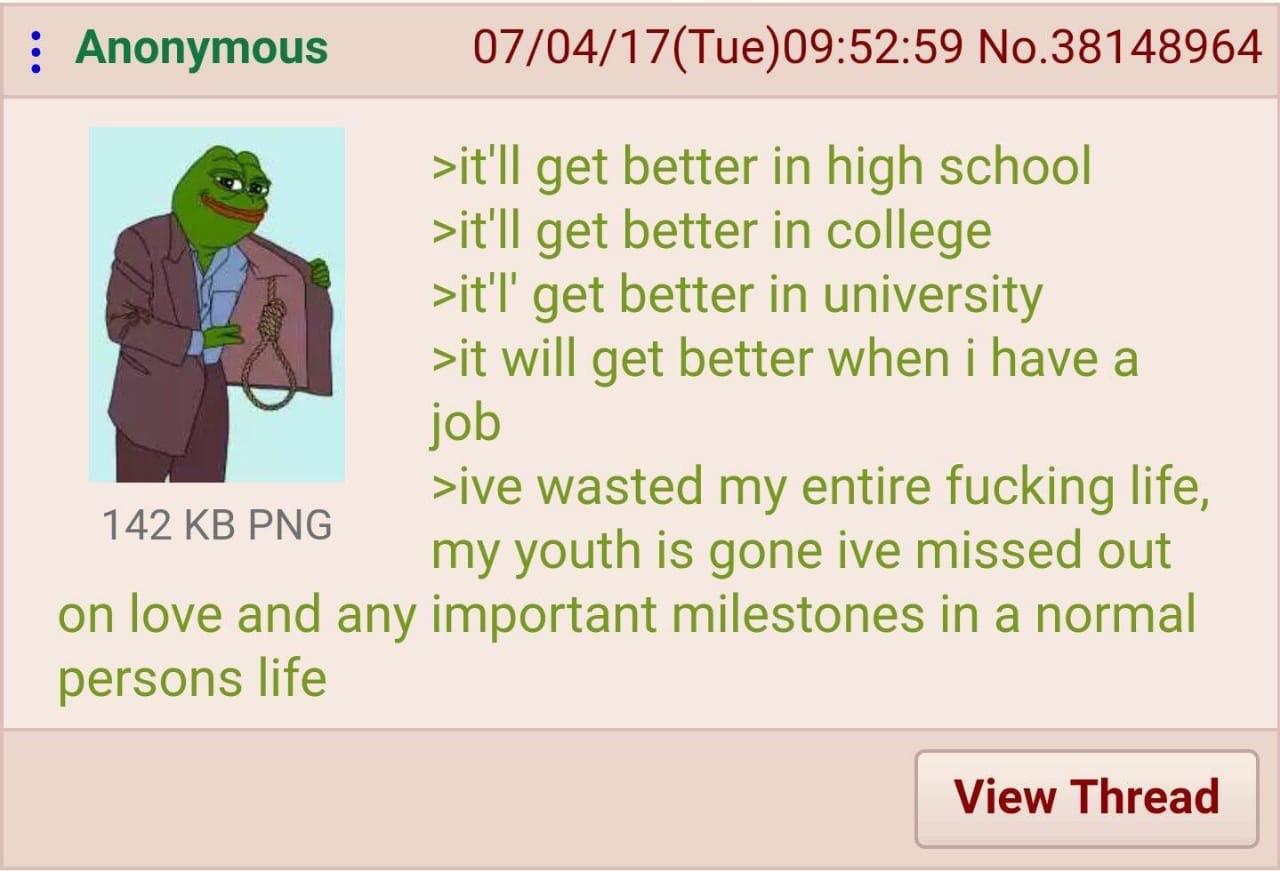 Anonymous 07/04/17(Tue)09:52:59 No.38148964
>it'll get better in high school
>it'll get better in college
>it'l' get better in university
>it will get better when i have a
job
>ive wasted my entire fucking life,
my youth is gone ive missed out
on love and any important milestones in a normal
persons life
142 KB PNG
View Thread